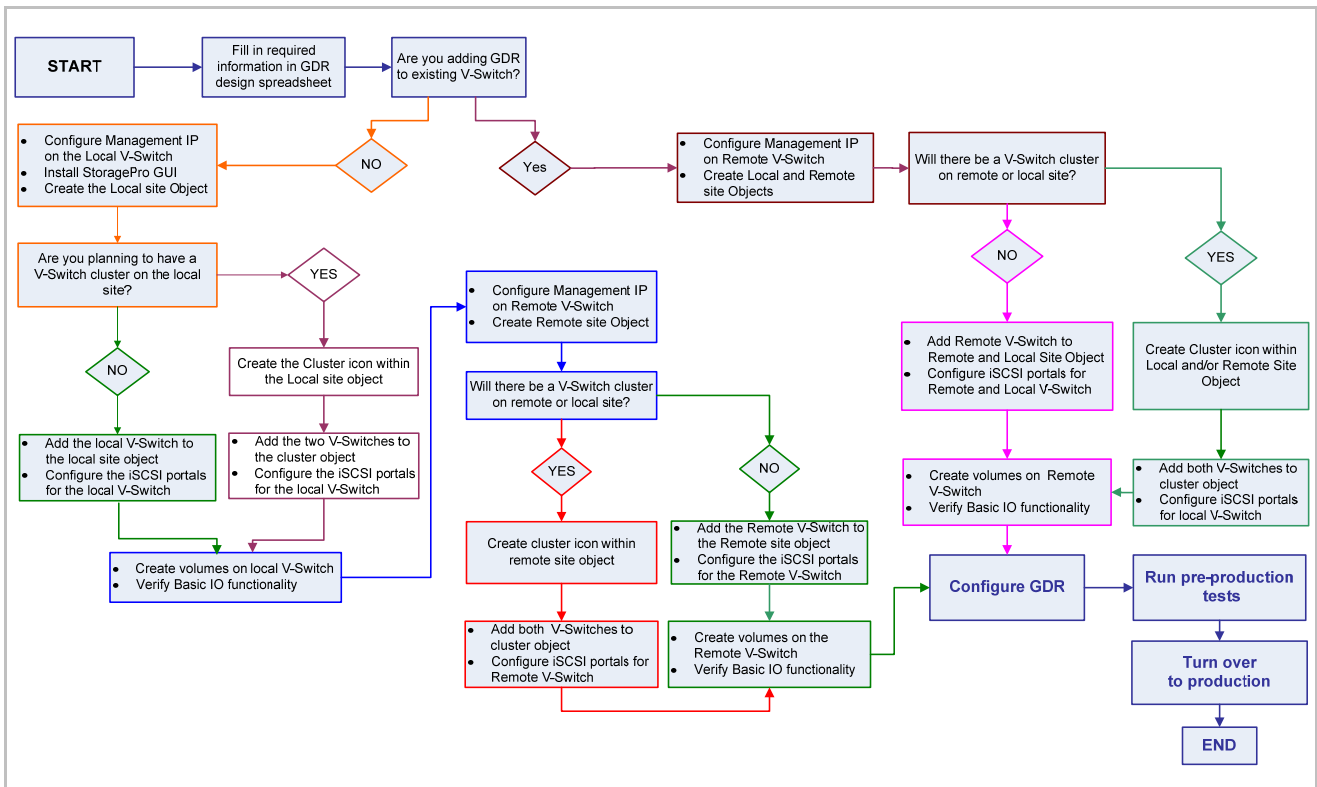 START
Fill in required
information in GDR
design spreadsheet
Are you adding GDR
to existing V-Switch?
NO
Yes
• Configure Management IP
on the Local V-Switch
• Install StoragePro GUI
• Create the Local site Object
• Configure Management IP
on Remote V-Switch
• Create Local and Remote
site Objects
Will there be a V-Switch cluster
on remote or local site?
Are you planning to have a
V-Switch cluster on the local
site?
YES
NO
Create the Cluster icon within
the Local site object
• Add the local V-Switch to
the local site object
• Configure the iSCSI portals
for the local V-Switch
• Add the two V-Switches to
the cluster object
• Configure the iSCSI portals
for the local V-Switch
• Create volumes on local V-Switch
• Verify Basic IO functionality
• Configure Management IP
on Remote V-Switch
• Create Remote site Object
Will there be a V-Switch cluster
on remote or local site?
YES
NO
Create cluster icon within
remote site object
• Add the Remote V-Switch to
the Remote site object
• Configure the iSCSI portals
for the Remote V-Switch
• Add both V-Switches to
cluster object
• Configure iSCSI portals for
Remote V-Switch
• Create volumes on the
Remote V-Switch
• Verify Basic IO functionality
NO
YES
• Add Remote V-Switch to
Remote and Local Site Object
• Configure iSCSI portals for
Remote and Local V-Switch
Create Cluster icon within
Local and/or Remote Site
Object
• Create volumes on Remote
V-Switch
• Verify Basic IO functionality
• Add both V-Switches to
cluster object
• Configure iSCSI portals
for local V-Switch
Configure GDR
Run pre-production
tests
Turn over
to production
END